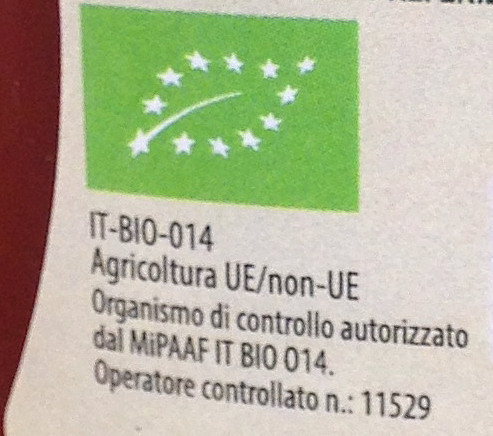 IT-BIO-014
Agricoltura UE/non-UE
Organismo di controllo autorizzato
dal MiPAAF IT BIO 014.
Operatore controllato n.: 11529